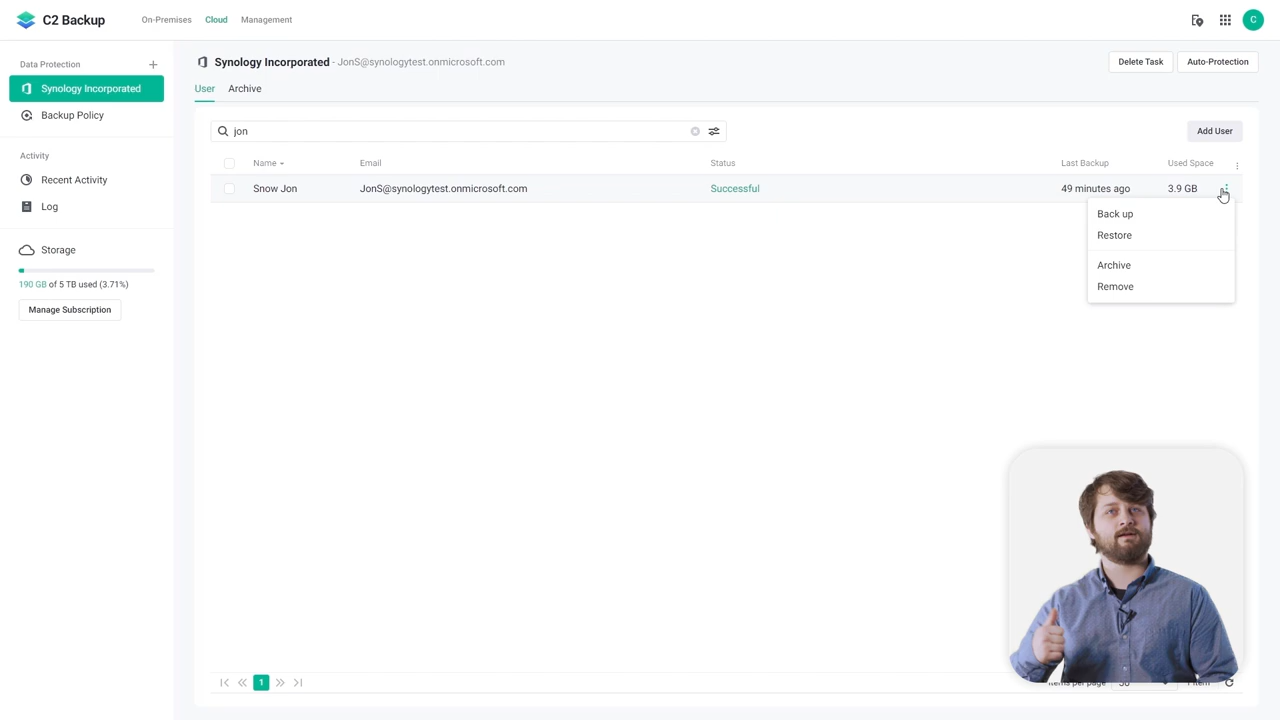 C2 Backup
On-Premises Cloud Management
C
Data Protection
Synology Incorporated
Backup Policy
Activity
Recent Activity
Log
Storage
190 GB of 5 TB used (3.71%)
Manage Subscription
Synology Incorporated - JonS@synologytest.onmicrosoft.com
Delete Task Auto-Protection
User Archive
jon
Add User
Name Email Status Last Backup Used Space
Snow Jon JonS@synologytest.onmicrosoft.com Successful 49 minutes ago 3.9 GB
Back up
Restore
Archive
Remove
1 Items per page 50 1 item